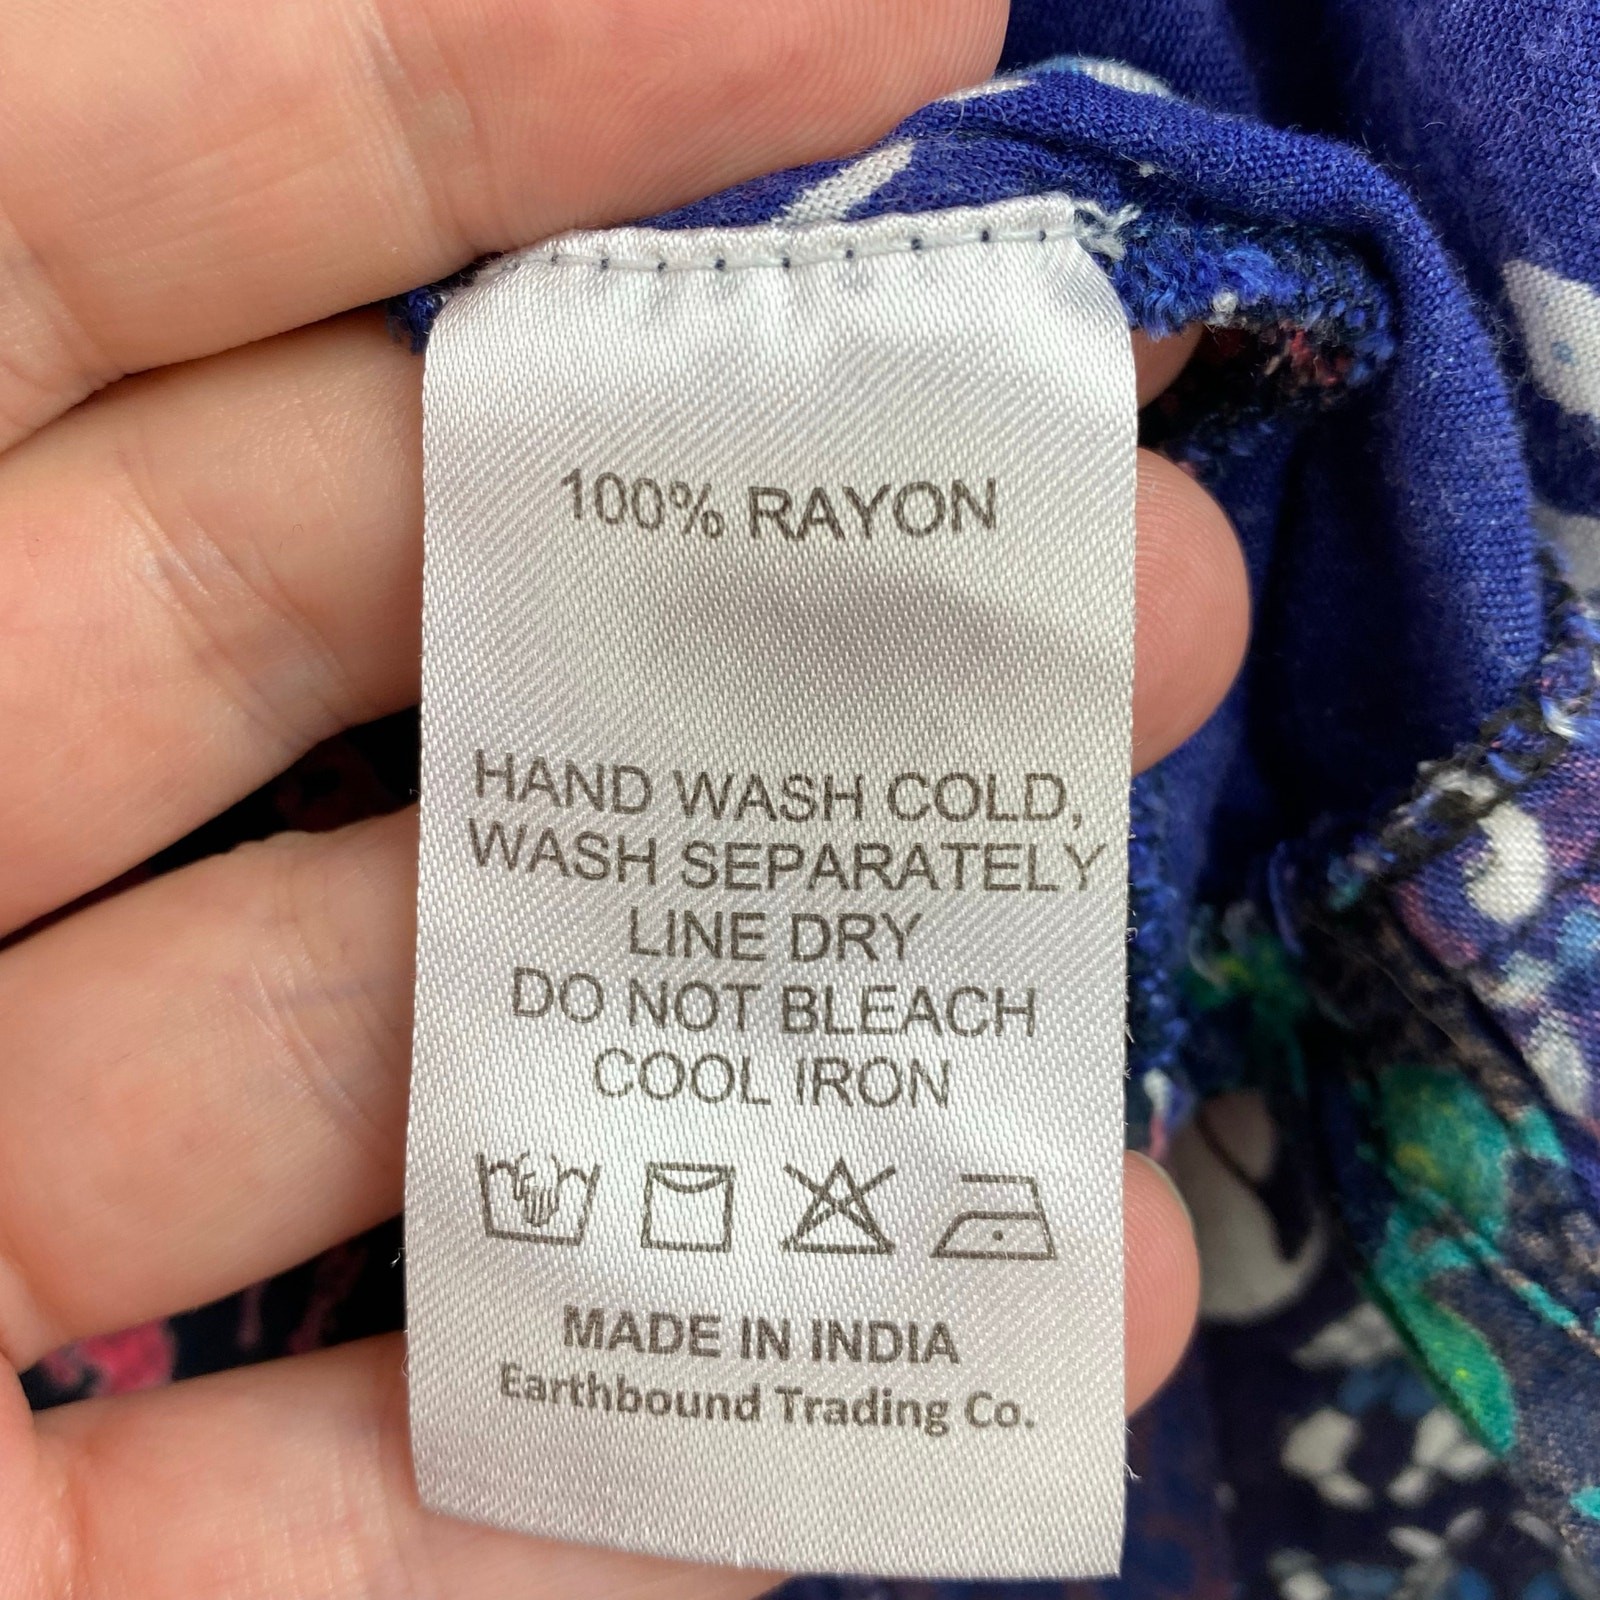 100% RAYON
HAND WASH COLD,
WASH SEPARATELY
LINE DRY
DO NOT BLEACH
COOL IRON
MADE IN INDIA
Earthbound Trading Co.